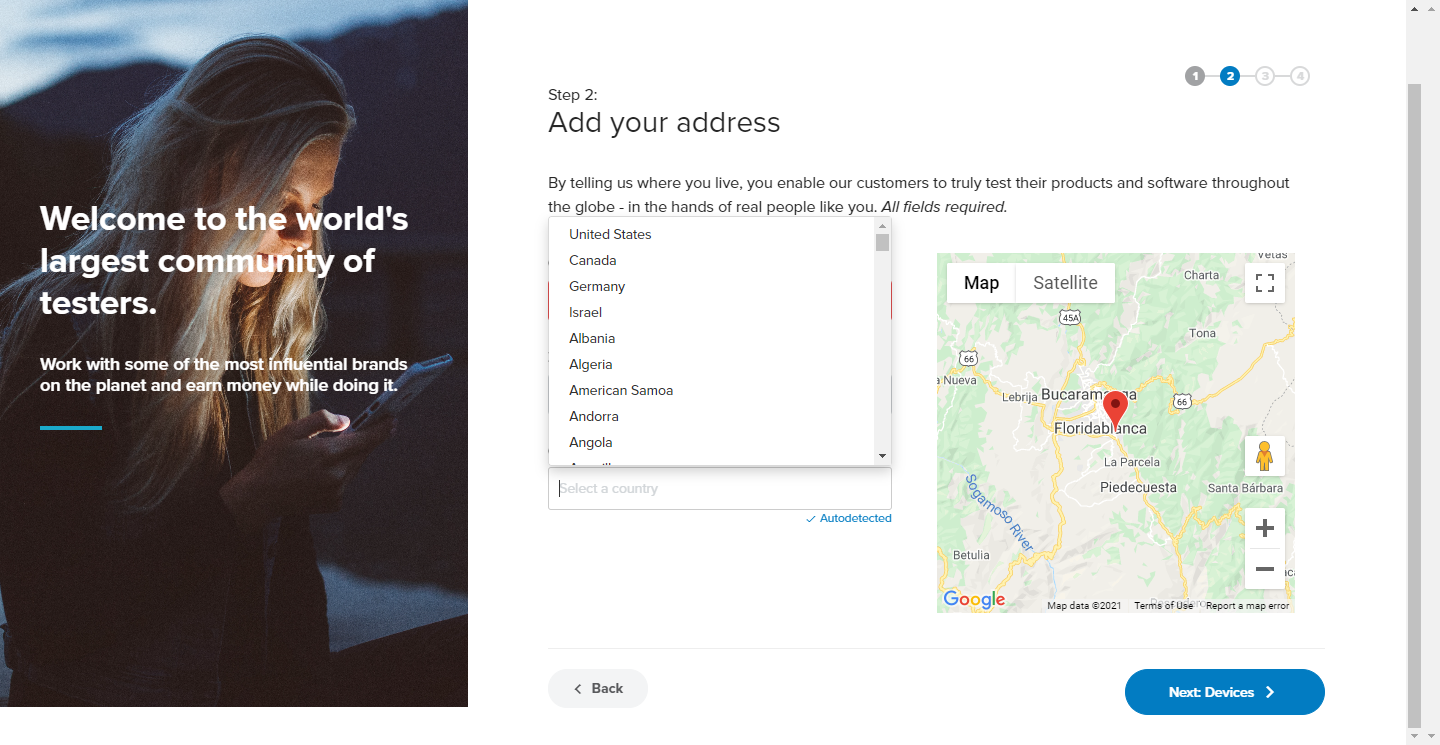 Welcome to the world's
largest community of
testers.
Work with some of the most influential brands
on the planet and earn money while doing it.
1 2 3 4
Step 2:
Add your address
By telling us where you live, you enable our customers to truly test their products and software throughout
the globe - in the hands of real people like you. All fields required.
United States
Canada
Germany
Israel
Albania
Algeria
American Samoa
Andorra
Angola
Select a country
Autodetected
Map Satellite
Vetas
Charta
45A
Tona
66
Nueva
Lebrija
Bucaramanga
66
Floridablanca
La Parcela
Piedecuesta
Santa Bárbara
Sogamoso River
Betulia
Google
Map data ©2021 Terms of Use Report a map error
Back
Next: Devices